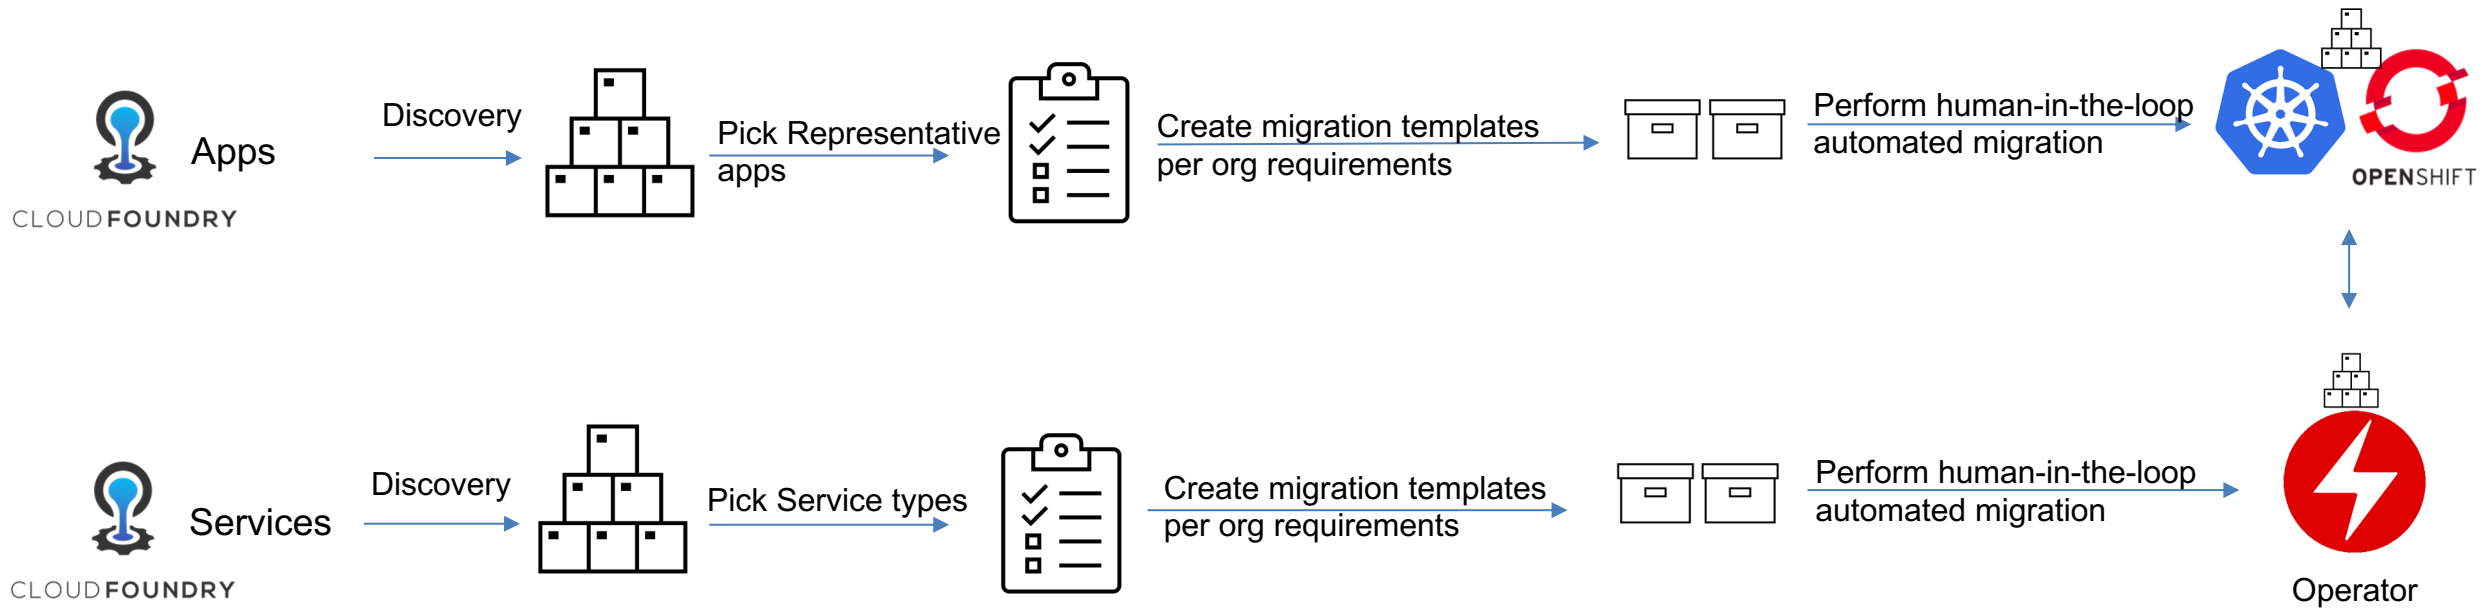 Apps
CLOUDFOUNDRY
Discovery
Pick Representative
apps
Create migration templates
per org requirements
Perform human-in-the-loop
automated migration
OPENSHIFT
Services
CLOUDFOUNDRY
Discovery
Pick Service types
Create migration templates
per org requirements
Perform human-in-the-loop
automated migration
Operator